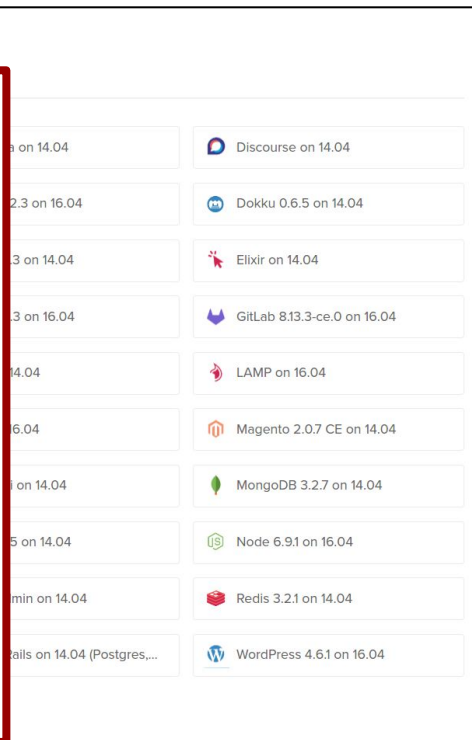 on 14.04
Discourse on 14.04
2.3 on 16.04
Dokku 0.6.5 on 14.04
.3 on 14.04
Elixir on 14.04
.3 on 16.04
GitLab 8.13.3-ce.0 on 16.04
14.04
LAMP on 16.04
16.04
Magento 2.0.7 CE on 14.04
on 14.04
MongoDB 3.2.7 on 14.04
5 on 14.04
JS
Node 6.9.1 on 16.04
on 14.04
Redis 3.2.1 on 14.04
on 14.04 (Postgres,...
WordPress 4.6.1 on 16.04